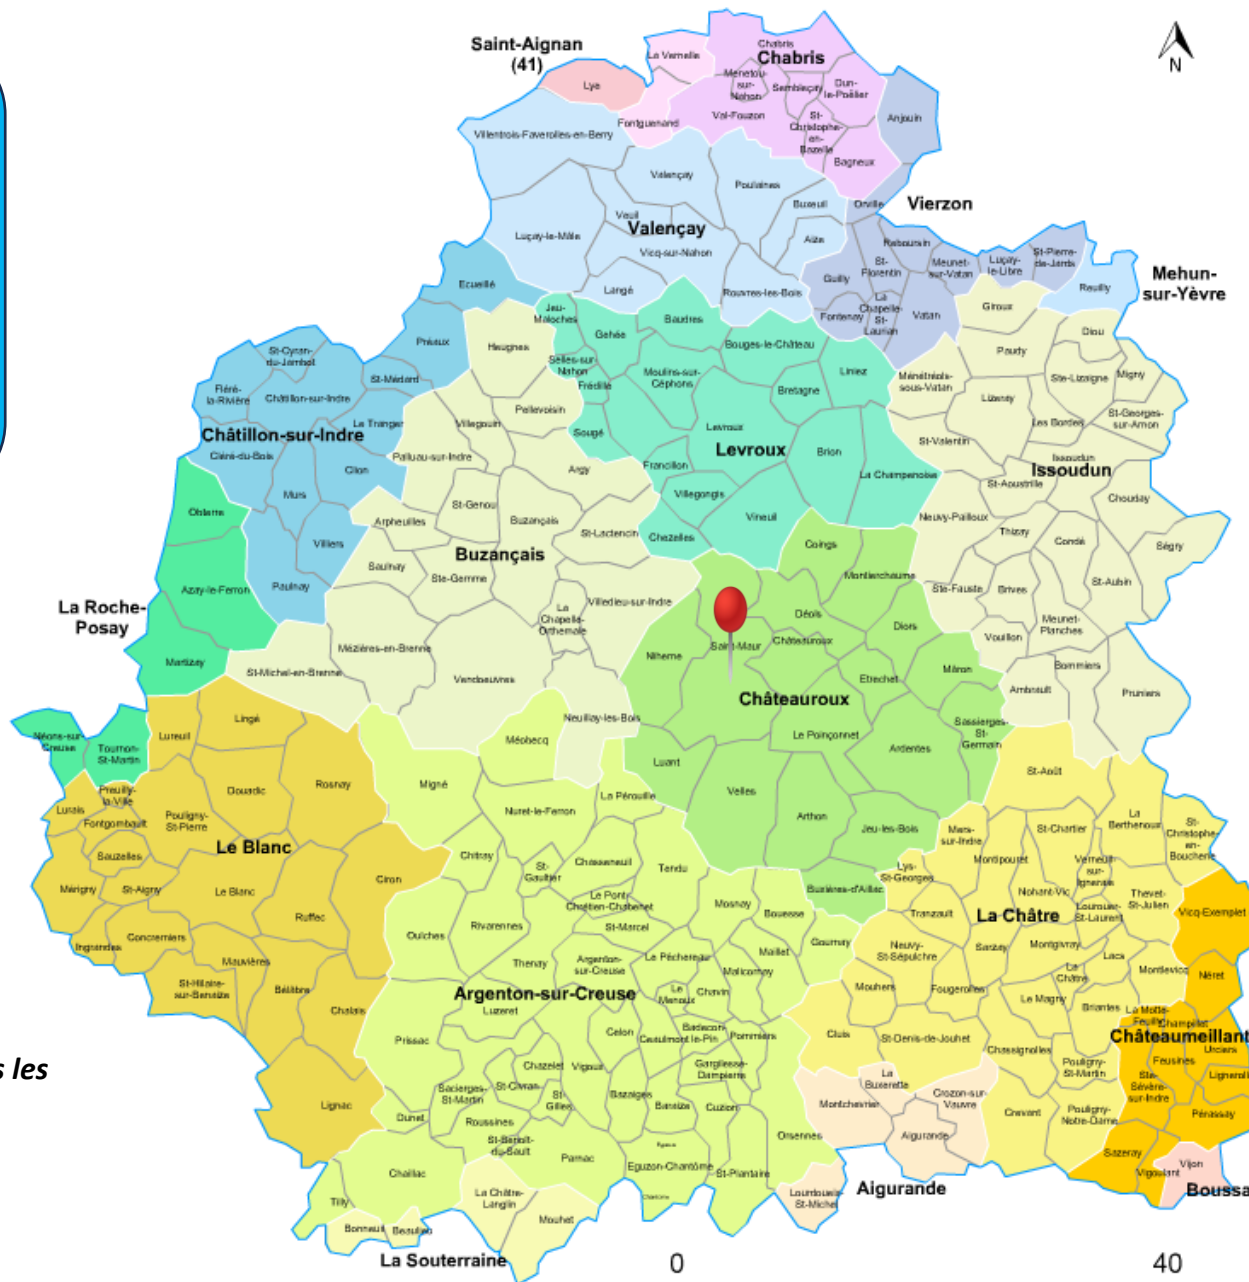 Saint-Aignan
(41)
La Vernelle
Chabris
Chabris
Lye
Menetou-
sur-
Nahon
Sembleçay
Dun-
le-Poëlier
Fontguenand
Val-Fouzon
St-
Christophe-
en-
Bazelle
Anjouin
Villentrois-Faverolles-en-Berry
Bagneux
Valençay
Poulaines
Buxeuil
Orville
Vierzon
Veuil
Valençay
Luçay-le-Mâle
Vicq-sur-Nahon
Aize
Reboursin
St-
Florentin
Meunet-
sur-Vatan
Luçay-
le-Libre
St-Pierre-
de-Jards
Mehun-
sur-Yèvre
Reuilly
Ecueillé
Langé
Rouvres-les-Bois
Guilly
Fontenay
La
Chapelle-
St-
Laurian
Vatan
Giroux
Jeu-
Maloches
Gehée
Baudres
Bouges-le-Château
Diou
Préaux
Heugnes
Selles-sur-
Nahon
Frédille
Moulins-sur-
Céphons
Bretagne
Liniez
Ménétréols-
sous-Vatan
Paudy
Ste-Lizaigne
Migny
St-Cyran-
du-Jambot
St-Médard
Fléré-
la-Rivière
Châtillon-sur-Indre
Le Tranger
Châtillon-sur-Indre
Cléré-du-Bois
Clion
Pellevoisin
Villegouin
Palluau-sur-Indre
Sougé
Levroux
Levroux
Brion
Lizeray
Les Bordes
St-Georges-
sur-Arnon
St-Valentin
Issoudun
Issoudun
Argy
Francillon
Villegongis
La Champenoise
St-Aoustrille
Chouday
Murs
Obterre
St-Genou
Arpheuilles
Buzançais
St-Lactencin
Vineuil
Neuvy-Pailloux
Thizay
Condé
Ségry
Villiers
Buzançais
Chezelles
Coings
Saulnay
Ste-Gemme
Montierchaume
St-Aubin
Azay-le-Ferron
Paulnay
La Roche-
Posay
La
Chapelle-
Orthemale
Villedieu-sur-Indre
Ste-Fauste
Brives
Déols
Diors
Meunet-
Planches
Vouillon
Martizay
Mézières-en-Brenne
Niherne
Saint-Maur
Châteauroux
Etrechet
Mâron
Bommiers
St-Michel-en-Brenne
Vendoeuvres
Châteauroux
Ambrault
Pruniers
Lingé
Neuillay-les-Bois
Sassierges-
St-
Germain
Néons-sur-
Creuse
Tournon-
St-Martin
Lureuil
Méobecq
Le Poinçonnet
Ardentes
Luant
Velles
Migné
Rosnay
Douadic
Preuilly-
la-Ville
Lurais
Fontgombault
Pouligny-
St-Pierre
Nuret-le-Ferron
La Pérouille
St-Août
Arthon
Jeu-les-Bois
Mers-
sur-Indre
St-Chartier
La
Berthenoux
St-
Christophe-
en-
Boucherie
Le Blanc
Sauzelles
Chitray
St-
Gaultier
Chasseneuil
Tendu
Lys-
St-Georges
Montipouret
Verneuil-
sur-
Igneraie
Mérigny
St-Aigny
Le Blanc
Ciron
Le Pont-
Chrétien-Chabenet
Buxières-d'Aillac
Nohant-Vic
Thevet-
St-Julien
Ruffec
Rivarennes
St-Marcel
Mosnay
Bouesse
Tranzault
La Châtre
Lourouer-
St-Laurent
Vicq-Exemplet
Ingrandes
Concremiers
Oulches
Thenay
Argenton-
sur-Creuse
Le Pêchereau
Maillet
Gournay
Neuvy-
St-Sépulchre
Sarzay
Montgivray
Lacs
Mauvières
Malicornay
La
Châtre
Montlevicq
Néret
St-Hilaire-
sur-Benaize
Bélâbre
Chalais
Argenton-sur-Creuse
Luzeret
Le
Menoux
Chavin
Mouhers
Fougerolles
Le Magny
Briantes
La Motte-
Feuilly
Champillet
Châteaumeillant
Celon
Ceaulmont
Badecon-
le-Pin
Pommiers
Cluis
St-Denis-de-Jouhet
Urciers
Prissac
Chassignolles
Pouligny-
St-Martin
Feusines
Ste-
Sévère-
sur-Indre
Lignerolles
Chazelet
Vigoux
Gargilesse-
Dampierre
La
Buxerette
s les
Lignac
Sacierges-
St-Martin
St-Civran
St-
Gilles
Bazaiges
Baraize
Cuzion
Montchevrier
Crozon-sur-
Vauvre
Crevant
Pouligny-
Notre-Dame
Pérassay
Dunet
Roussines
Orsennes
Aigurande
St-Benoît-
du-Sault
Parnac
Eguzon-Chantôme
St-Plantaire
Sazeray
Vigoulant
Vijon
Chaillac
La Châtre-
Langlin
Mouhet
Lourdoueix-
St-Michel
Aigurande
Boussa
Tilly
Bonneuil
Beaulieu
La Souterraine
0
40